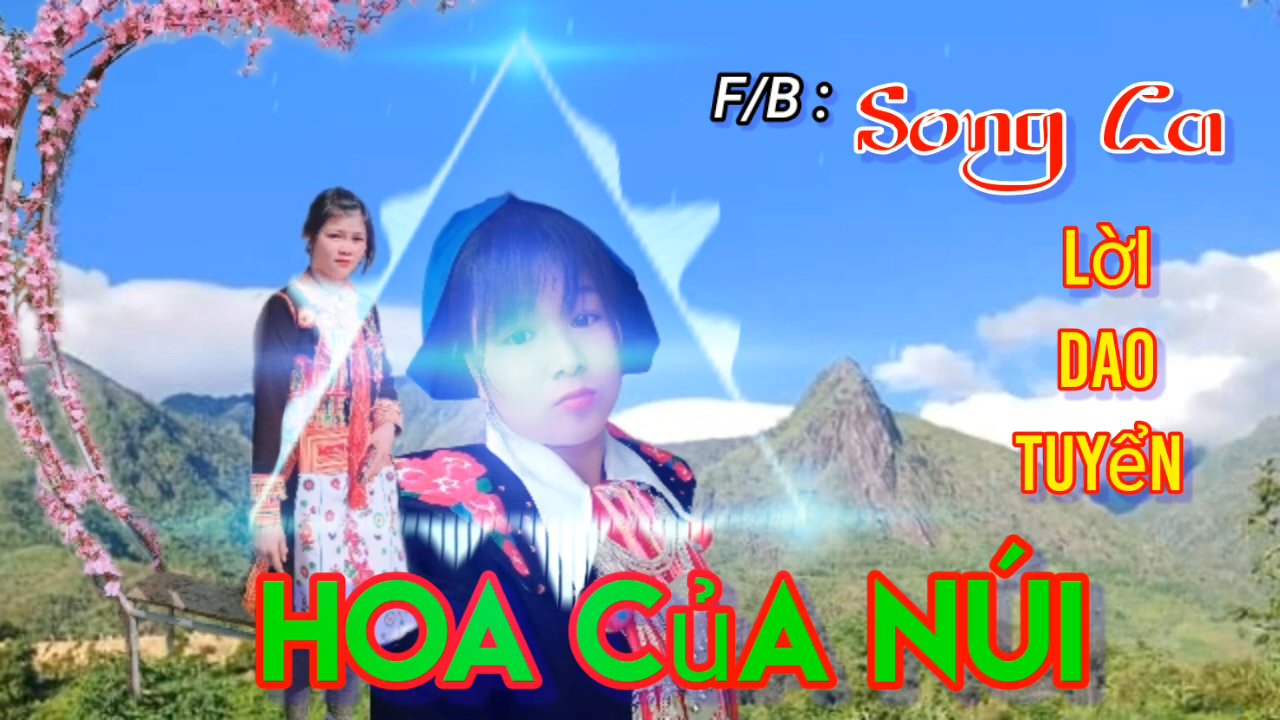 F/B : Song Ca
LỜI
DAO
TUYỂN
HOA CỦA NÚI